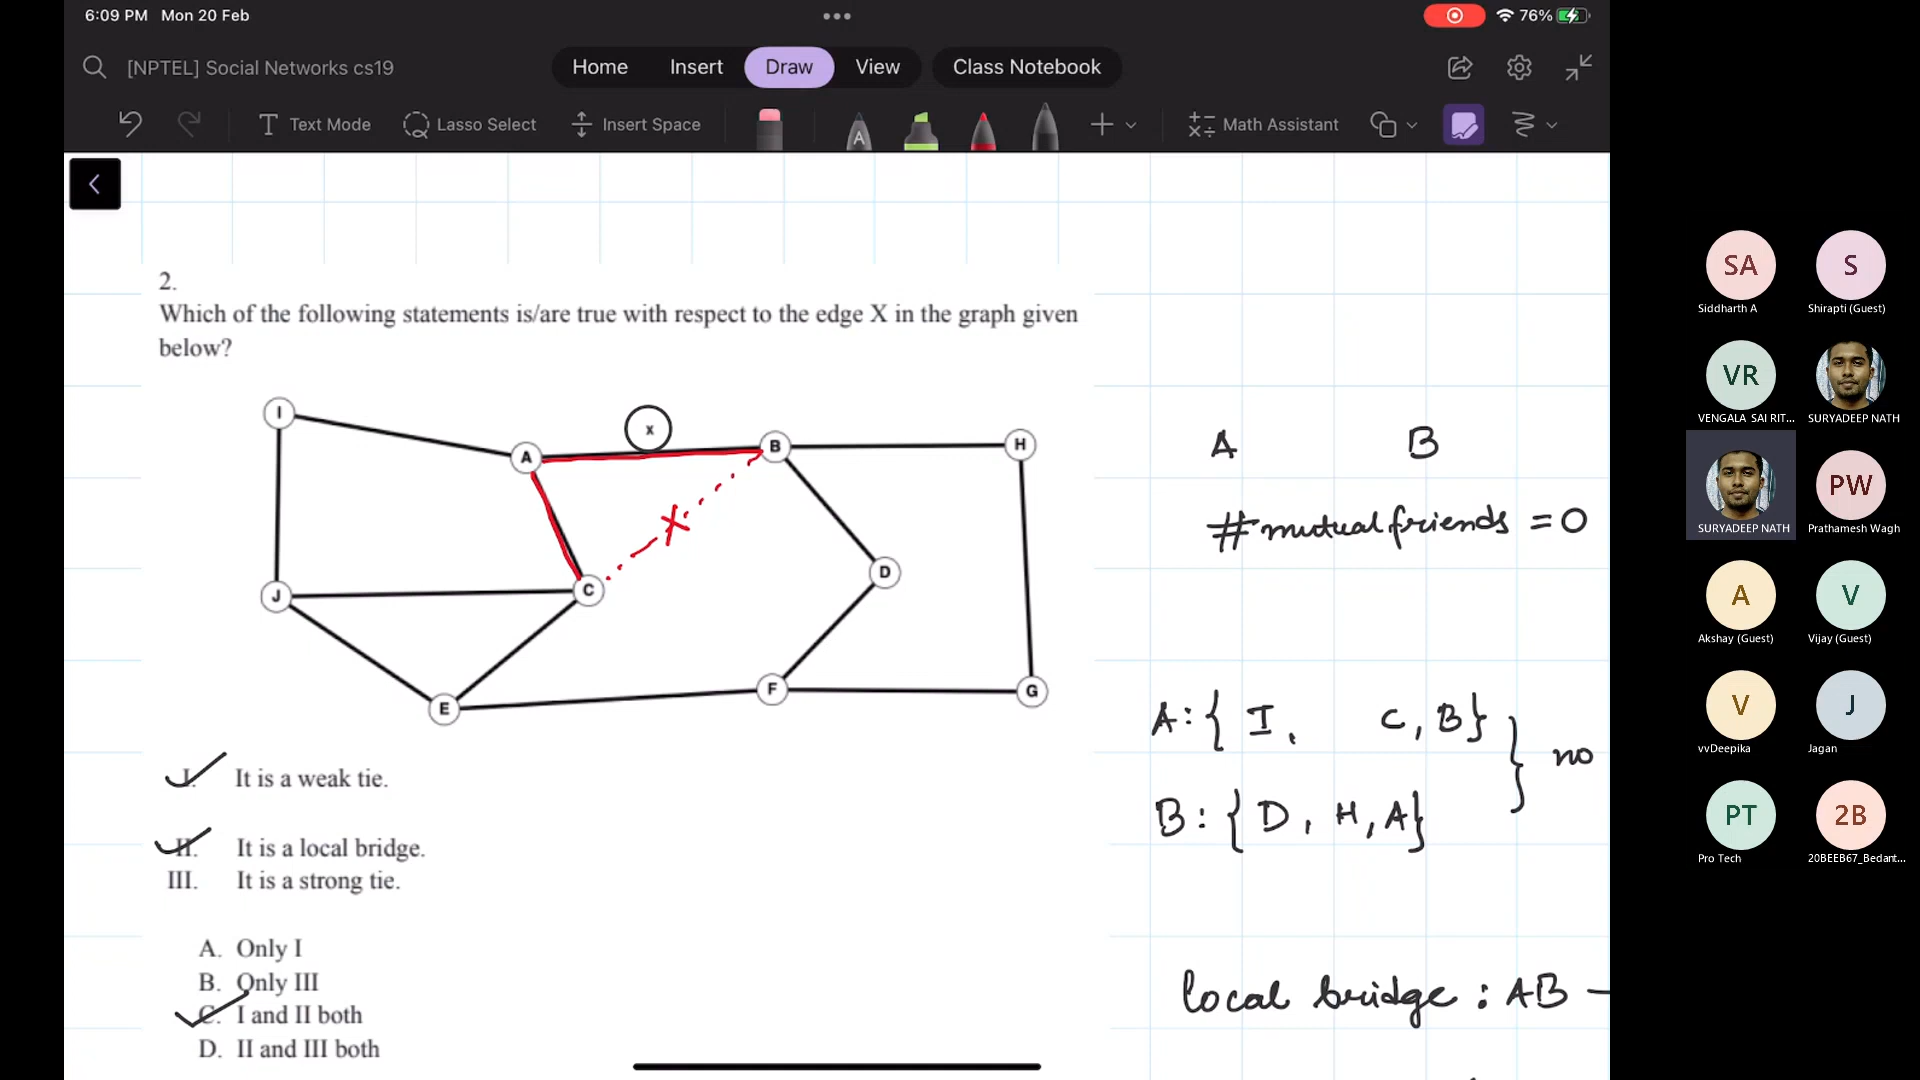 6:09 PM Mon 20 Feb
76%
[NPTEL] Social Networks cs19
Home Insert Draw View Class Notebook
Text Mode Lasso Select Insert Space A Math Assistant
2.
Which of the following statements is/are true with respect to the edge X in the graph given
below?
I
x
A
B
H
C
J
D
E
F
G
X
A B
#mutual friends = 0
A:{ I, C, B}
no
B:{ D, H, A}
local bridge : AB –
I. It is a weak tie.
II. It is a local bridge.
III. It is a strong tie.
A. Only I
B. Only III
C. I and II both
D. II and III both
SA S
Siddharth A Shirapti (Guest)
VR
VENGALA SAI RIT... SURYADEEP NATH
PW
SURYADEEP NATH Prathamesh Wagh
A V
Akshay (Guest) Vijay (Guest)
V J
vvDeepika Jagan
PT 2B
Pro Tech 20BEEB67_Bedant...